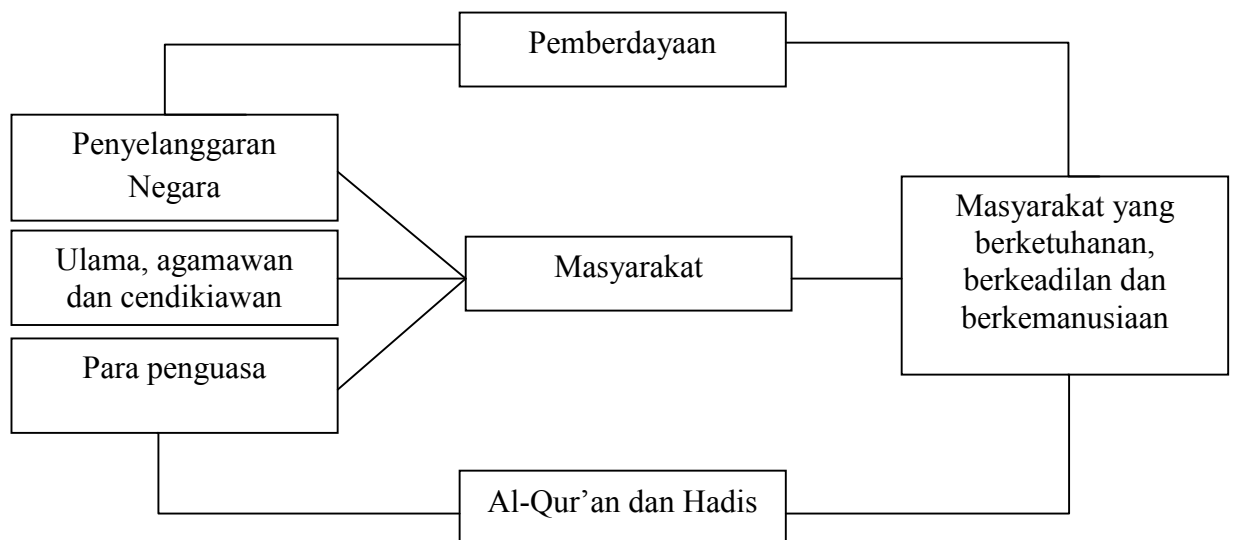 Pemberdayaan
Penyelanggaran
Negara
Ulama, agamawan
dan cendikiawan
Para penguasa
Masyarakat
Masyarakat yang
berketuhanan,
berkeadilan dan
berkemanusiaan
Al-Qur’an dan Hadis